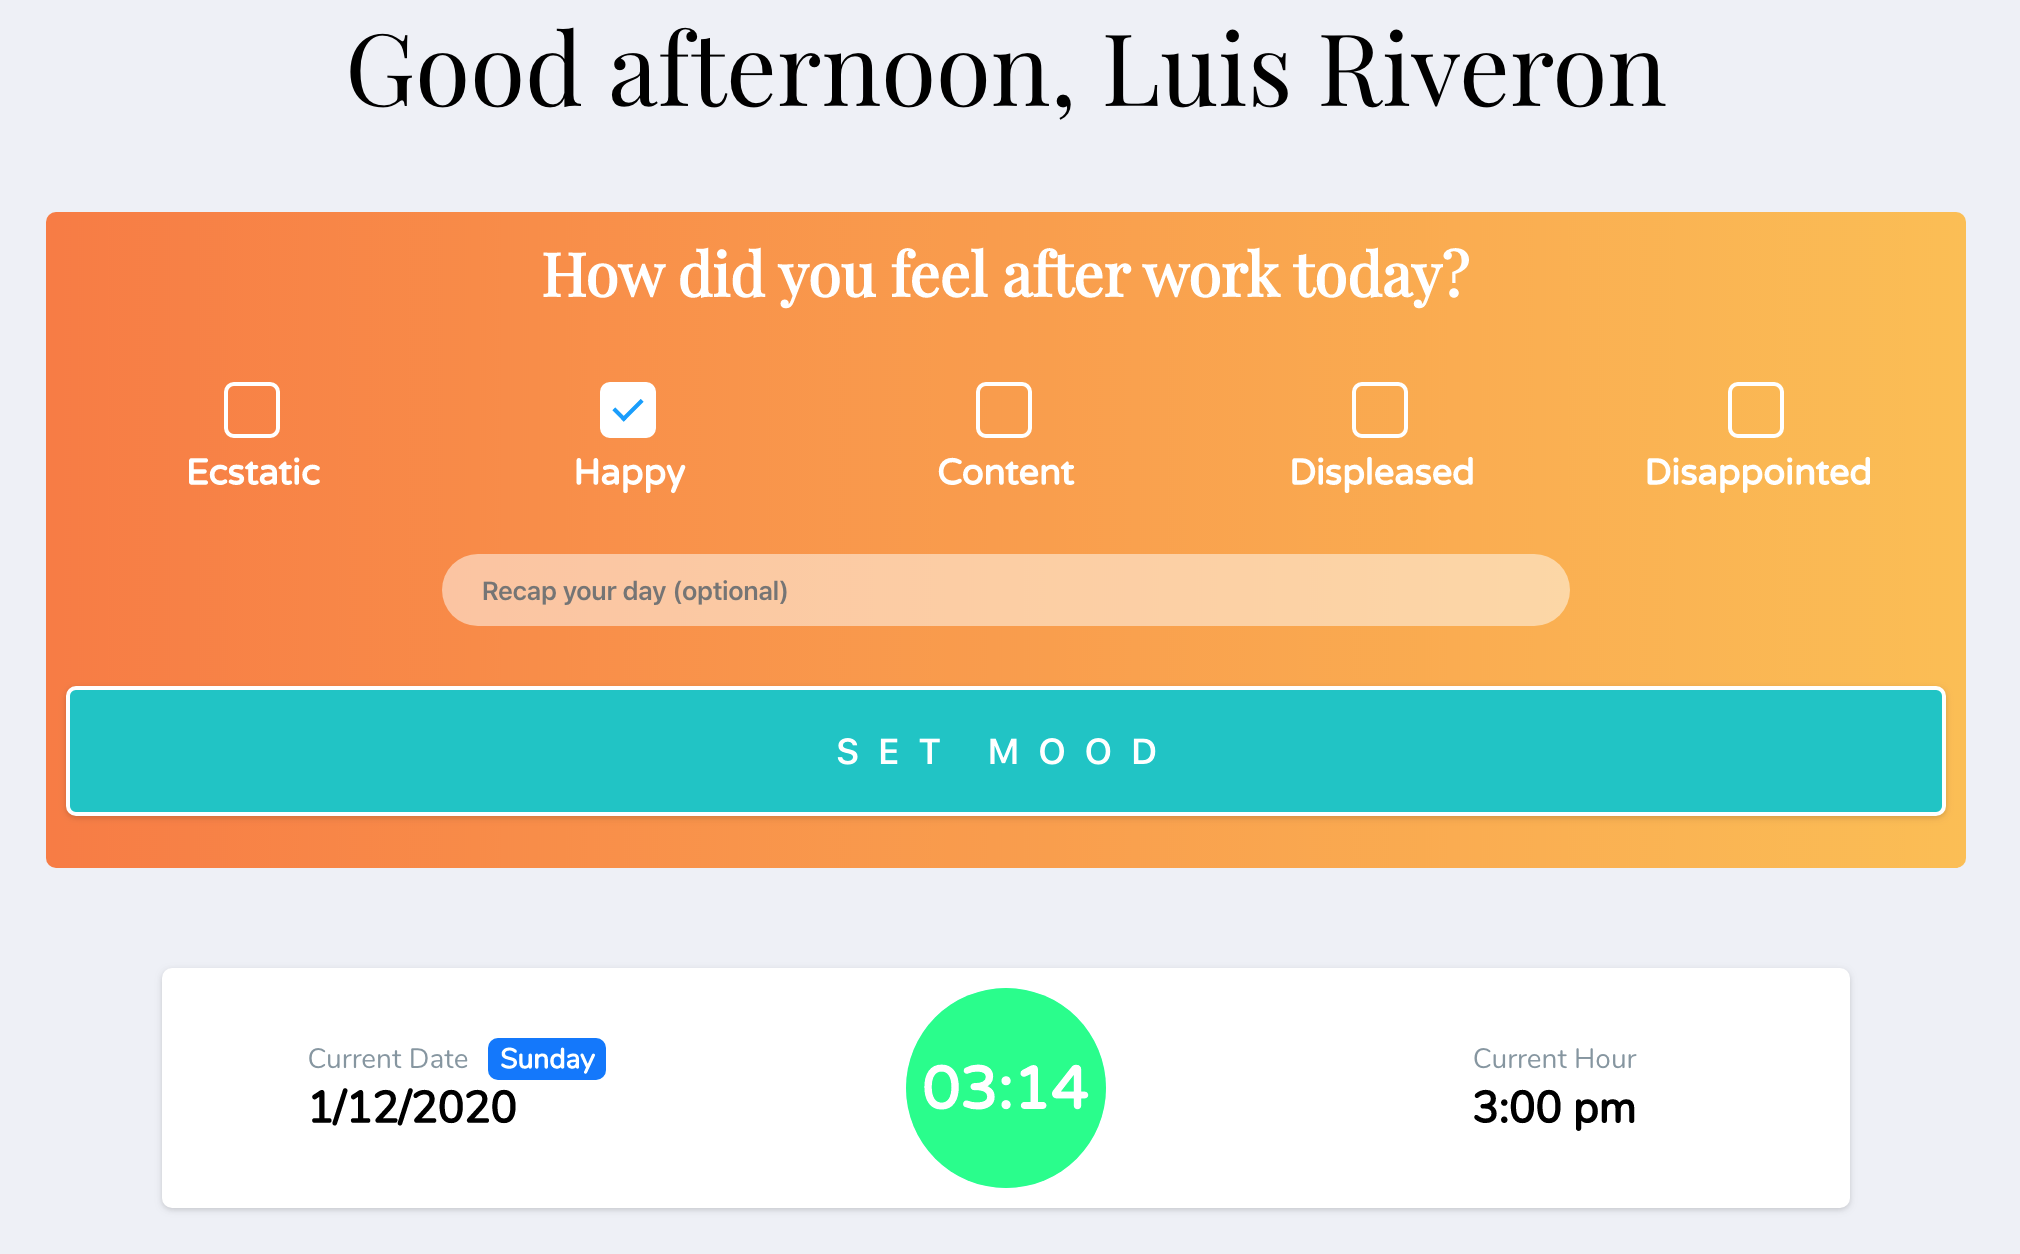 Good afternoon, Luis Riveron
How did you feel after work today?
Ecstatic
Happy
Content
Displeased
Disappointed
Recap your day (optional)
SET MOOD
Current Date Sunday
1/12/2020
03:14
Current Hour
3:00 pm